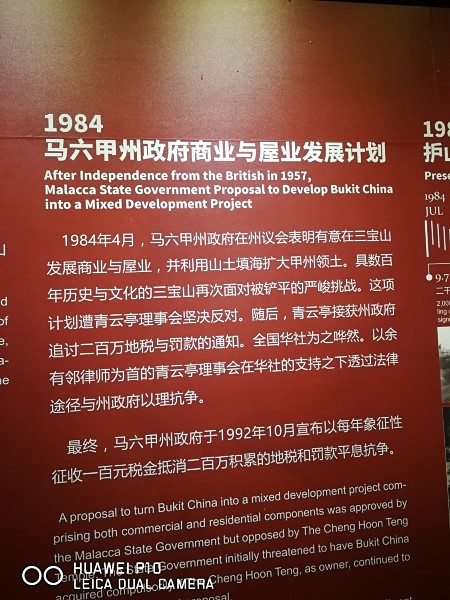 1984
马六甲州政府商业与屋业发展计划
After Independence from the British in 1957,
Malacca State Government Proposal to Develop Bukit China
into a Mixed Development Project
1984年4月，马六甲州政府在州议会表明有意在三宝山
发展商业与屋业，并利用山土填海扩大甲州领土。具数百
年历史与文化的三宝山再次面对被铲平的严峻挑战。这项
计划遭青云亭理事会坚决反对。随后，青云亭接获州政府
追讨二百万地税与罚款的通知。全国华社为之哗然。以余
有邻律师为首的青云亭理事会在华社的支持之下透过法律
途径与州政府以理抗争。
最终，马六甲州政府于1992年10月宣布以每年象征性
征收一百元税金抵消二百万积累的地税和罚款平息抗争。
A proposal to turn Bukit China into a mixed development project com-
prising both commercial and residential components was approved by
the Malacca State Government but opposed by The Cheng Hoon Teng
Temple. The State Government initially threatened to have Bukit China
acquired Cheng Hoon Teng, as owner, continued to
proposal.
198
护山
Prese
1984
JUL
9.7
二千
HUAWEI P10
LEICA DUAL CAMERA